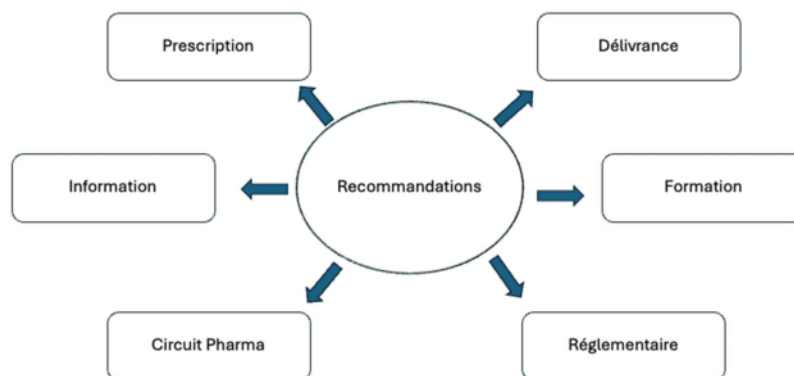 Prescription
Délivrance
Information
Recommandations
Formation
Circuit Pharma
Réglementaire